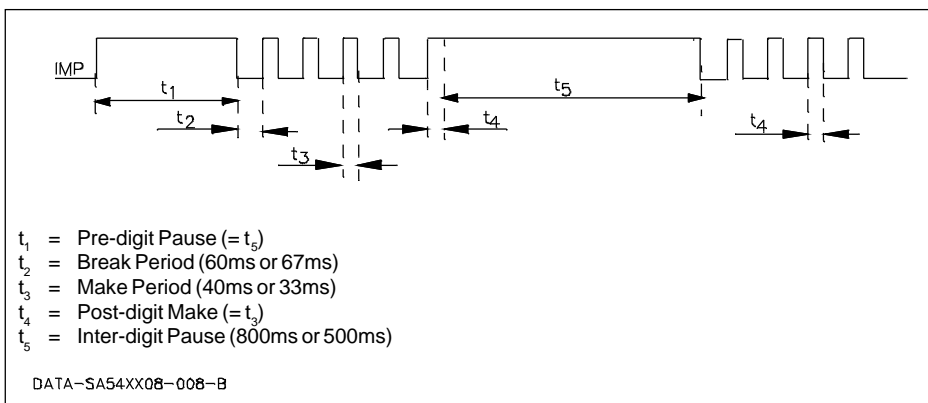 IMP
t1
t5
t2
t4
t4
t3
t1 = Pre-digit Pause (= t5)
t2 = Break Period (60ms or 67ms)
t3 = Make Period (40ms or 33ms)
t4 = Post-digit Make (= t3)
t5 = Inter-digit Pause (800ms or 500ms)
DATA-SA54XX08-008-B